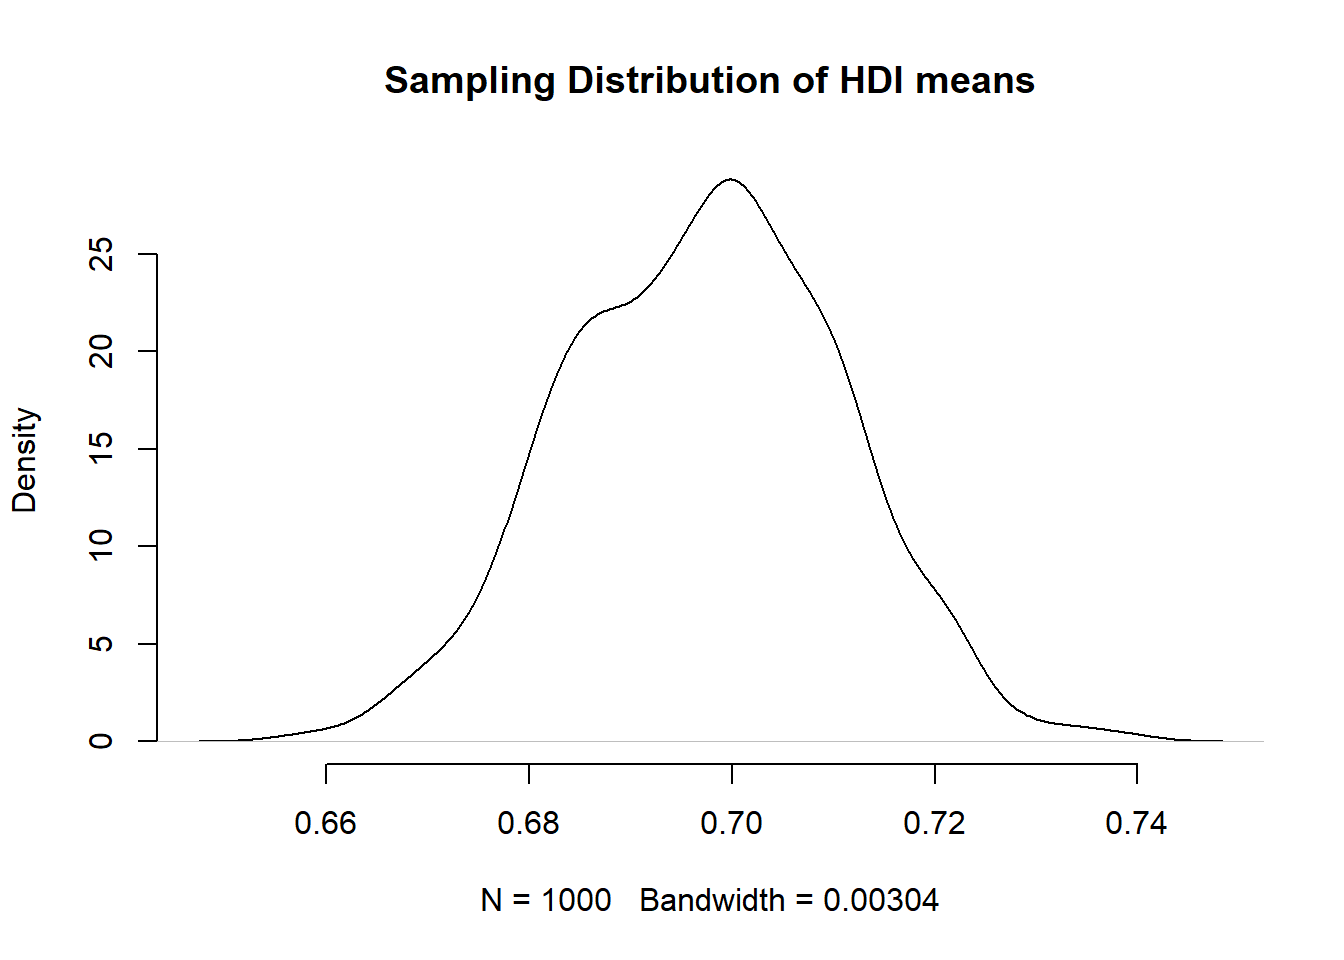 Sampling Distribution of HDI means
Density
25
20
15
10
5
0
0.66 0.68 0.70 0.72 0.74
N = 1000   Bandwidth = 0.00304